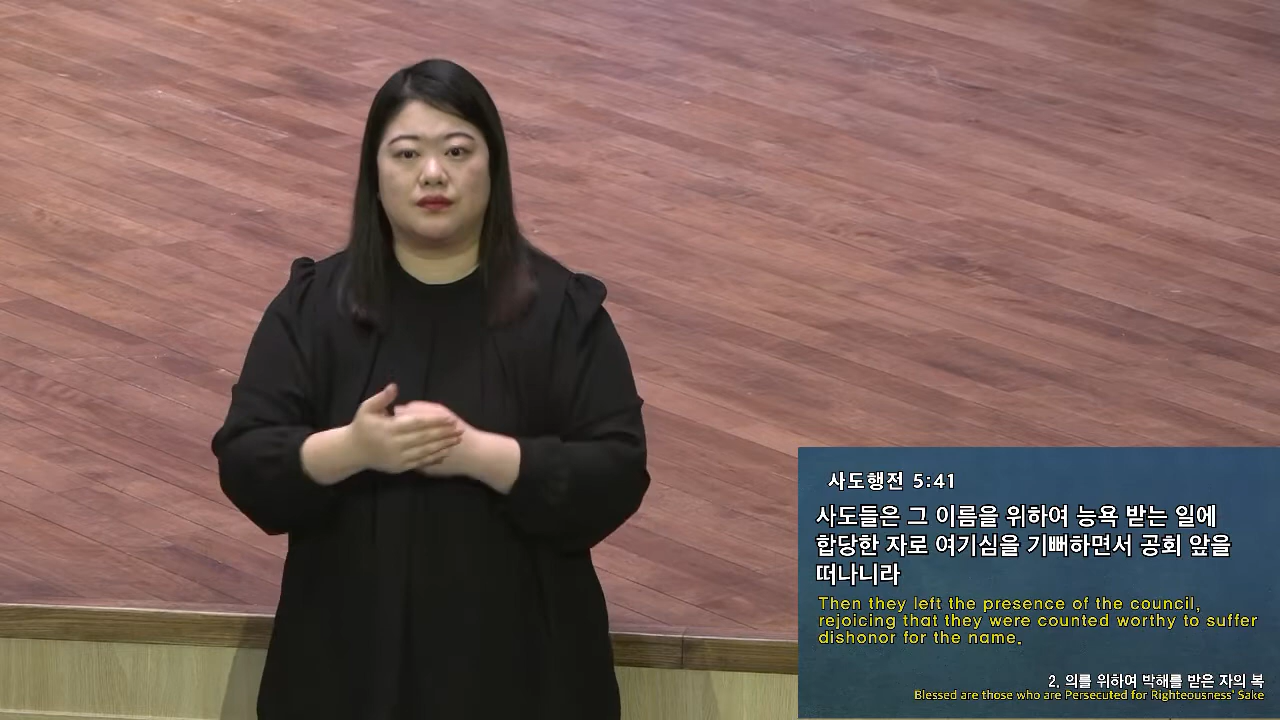 사도행전 5:41
사도들은 그 이름을 위하여 능욕 받는 일에
합당한 자로 여기심을 기뻐하면서 공회 앞을
떠나니라
Then they left the presence of the council,
rejoicing that they were counted worthy to suffer
dishonor for the name.
2. 의를 위하여 박해를 받은 자의 복
Blessed are those who are Persecuted for Righteousness' Sake